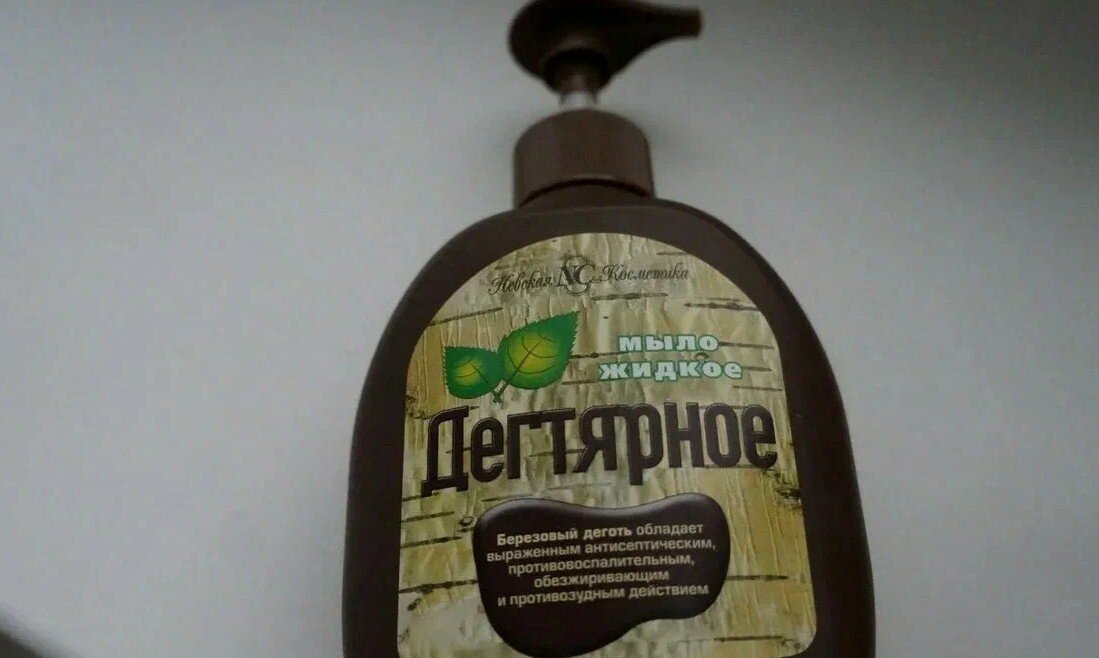 Невская NC Косметика
мыло
жидкое
Дегтярное
Березовый деготь обладает
выраженным антисептическим,
противовоспалительным,
обезжиривающим
и противозудным действием